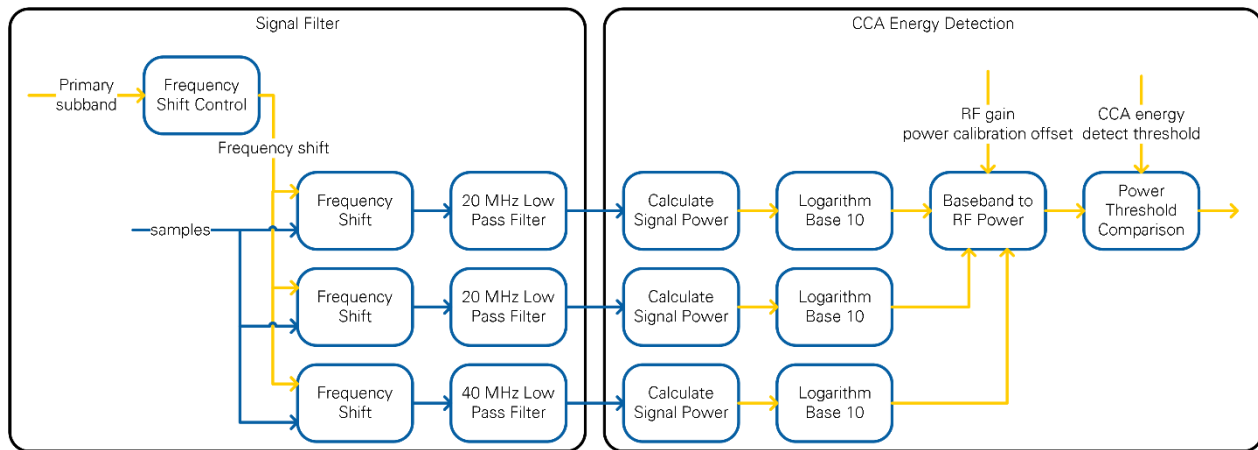 Signal Filter
CCA Energy Detection
Primary
subband
Frequency
Shift Control
Frequency shift
samples
RF gain
power calibration offset
CCA energy
detect threshold
Frequency
Shift
20 MHz Low
Pass Filter
Calculate
Signal Power
Logarithm
Base 10
Baseband to
RF Power
Power
Threshold
Comparison
Frequency
Shift
20 MHz Low
Pass Filter
Calculate
Signal Power
Logarithm
Base 10
Frequency
Shift
40 MHz Low
Pass Filter
Calculate
Signal Power
Logarithm
Base 10